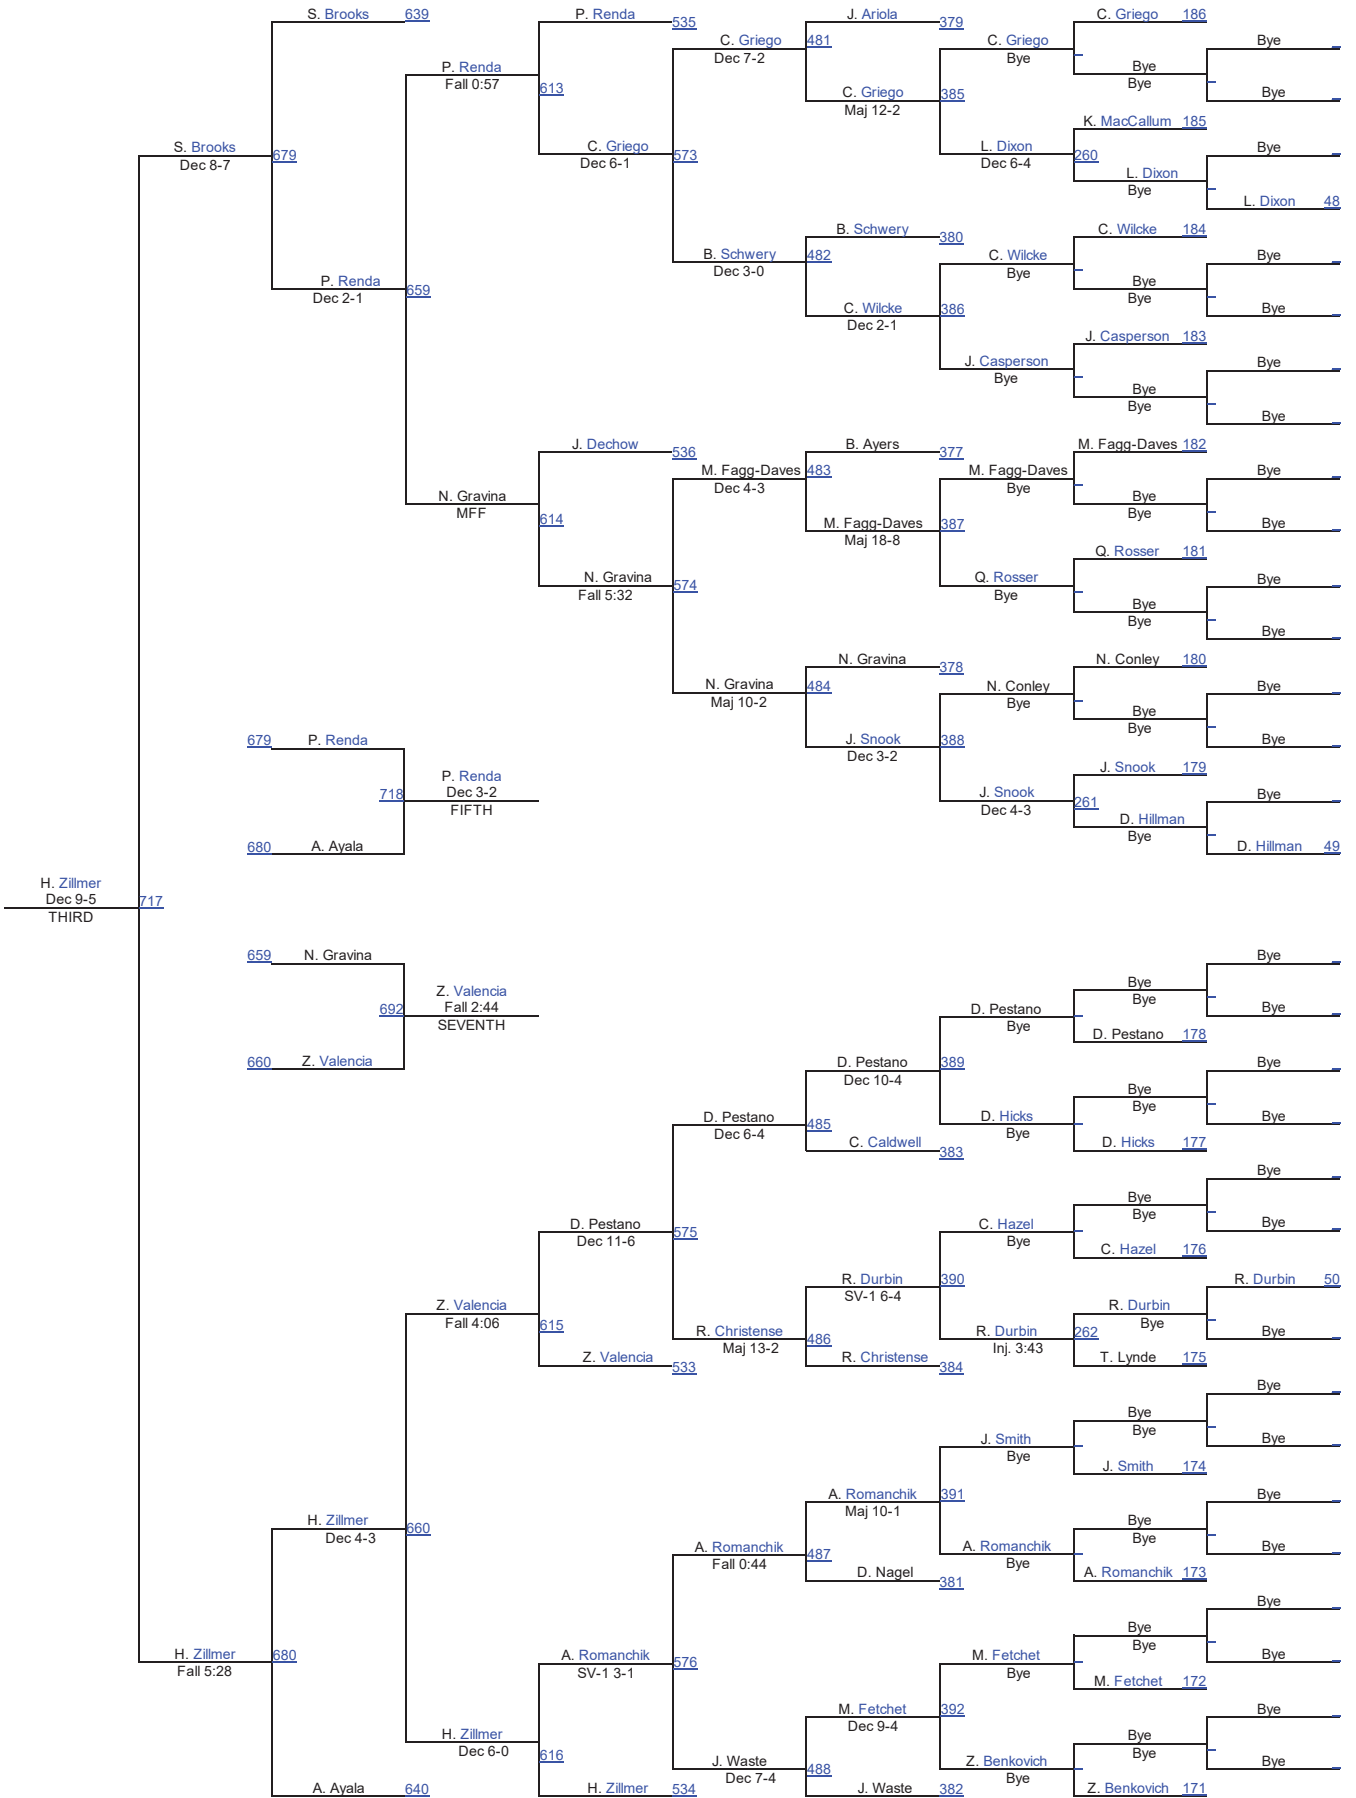 S. Brooks 639
P. Renda 535
J. Ariola 379
C. Griego 186
C. Griego 481
Dec 7-2
C. Griego
Bye
Bye
P. Renda
Fall 0:57
613
C. Griego 385
Maj 12-2
Bye
Bye
Bye
K. MacCallum 185
S. Brooks 679
Dec 8-7
C. Griego 573
Dec 6-1
L. Dixon 260
Dec 6-4
Bye
L. Dixon
Bye
L. Dixon 48
B. Schwery 380
C. Wilcke 184
B. Schwery 482
Dec 3-0
C. Wilcke
Bye
Bye
P. Renda 659
Dec 2-1
C. Wilcke 386
Dec 2-1
Bye
Bye
Bye
J. Casperson 183
J. Casperson
Bye
Bye
Bye
Bye
Bye
J. Dechow 536
B. Ayers 377
M. Fagg-Daves 182
M. Fagg-Daves 483
Dec 4-3
M. Fagg-Daves
Bye
Bye
N. Gravina
MFF
614
M. Fagg-Daves 387
Maj 18-8
Bye
Bye
Bye
Q. Rosser 181
N. Gravina 574
Fall 5:32
Q. Rosser
Bye
Bye
Bye
Bye
Bye
N. Gravina 378
N. Conley 180
N. Gravina 484
Maj 10-2
N. Conley
Bye
Bye
679 P. Renda
J. Snook 388
Dec 3-2
Bye
Bye
Bye
J. Snook 179
P. Renda
718 Dec 3-2
FIFTH
J. Snook 261
Dec 4-3
Bye
D. Hillman
Bye
680 A. Ayala
D. Hillman 49
H. Zillmer
Dec 9-5 717
THIRD
659 N. Gravina
Bye
Z. Valencia
692 Fall 2:44
SEVENTH
D. Pestano
Bye
Bye
Bye
Bye
D. Pestano 178
660 Z. Valencia
D. Pestano 389
Dec 10-4
Bye
D. Pestano 485
Dec 6-4
D. Hicks
Bye
Bye
Bye
Bye
C. Caldwell 383
D. Hicks 177
Bye
D. Pestano 575
Dec 11-6
C. Hazel
Bye
Bye
Bye
Bye
C. Hazel 176
R. Durbin 390
SV-1 6-4
R. Durbin 50
Z. Valencia
Fall 4:06
615
R. Christense 486
Maj 13-2
R. Durbin 262
Inj. 3:43
R. Durbin
Bye
Bye
Z. Valencia 533
R. Christense 384
T. Lynde 175
Bye
J. Smith
Bye
Bye
Bye
Bye
J. Smith 174
A. Romanchik 391
Maj 10-1
Bye
H. Zillmer 660
Dec 4-3
A. Romanchik 487
Fall 0:44
A. Romanchik
Bye
Bye
Bye
Bye
D. Nagel 381
A. Romanchik 173
Bye
H. Zillmer 680
Fall 5:28
A. Romanchik 576
SV-1 3-1
M. Fetchet
Bye
Bye
Bye
Bye
M. Fetchet 172
M. Fetchet 392
Dec 9-4
Bye
H. Zillmer
Dec 6-0
616
J. Waste 488
Dec 7-4
Z. Benkovich
Bye
Bye
Bye
Bye
A. Ayala 640
H. Zillmer 534
J. Waste 382
Z. Benkovich 171